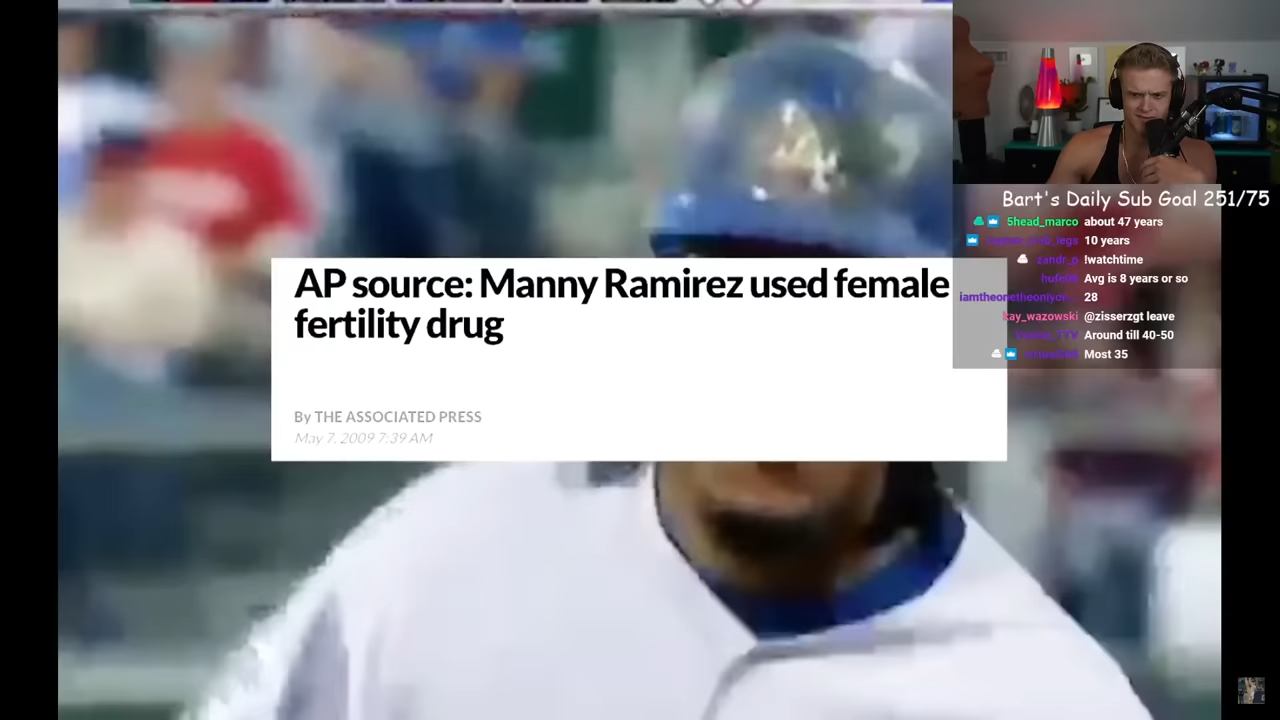 AP source: Manny Ramirez used female
fertility drug
By THE ASSOCIATED PRESS
May 7, 2009 7:39 AM
Bart's Daily Sub Goal 251/75
5head_marco about 47 years
10 years
zandr_p !watchtime
Avg is 8 years or so
28
kay_wazowski @zisserzgt leave
Around till 40-50
Most 35